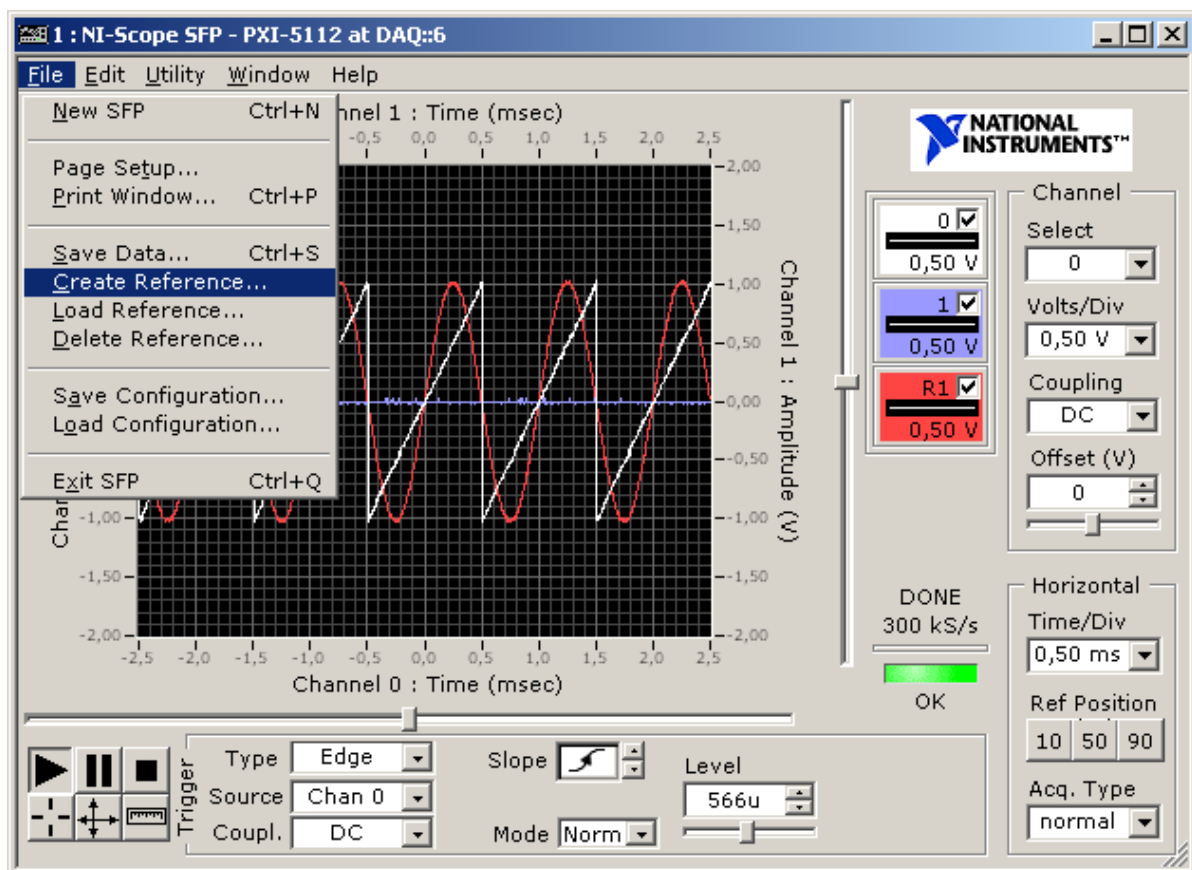 1 : NI-Scope SFP - PXI-5112 at DAQ::6
File Edit Utility Window Help
New SFP Ctrl+N
Page Setup...
Print Window... Ctrl+P
Save Data... Ctrl+S
Create Reference...
Load Reference...
Delete Reference...
Save Configuration...
Load Configuration...
Exit SFP Ctrl+Q
1 : Time (msec)
-0,5 0,0 0,5 1,0 1,5 2,0 2,5
-2,00
-1,50
-1,00
-0,50
-0,00
--0,50
--1,00
--1,50
--2,00
Channel 1 : Amplitude (V)
-1,00
-1,50
-2,00
-2,5 -2,0 -1,5 -1,0 -0,5 0,0 0,5 1,0 1,5 2,0 2,5
Channel 0 : Time (msec)
NATIONAL
INSTRUMENTS™
0
0,50 V
1
0,50 V
R1
0,50 V
DONE
300 kS/s
OK
Channel
Select
0
Volts/Div
0,50 V
Coupling
DC
Offset (V)
0
Horizontal
Time/Div
0,50 ms
Ref Position
10 50 90
Acq. Type
normal
Trigger
Type Edge
Source Chan 0
Coupl. DC
Slope
Mode Norm
Level
566u